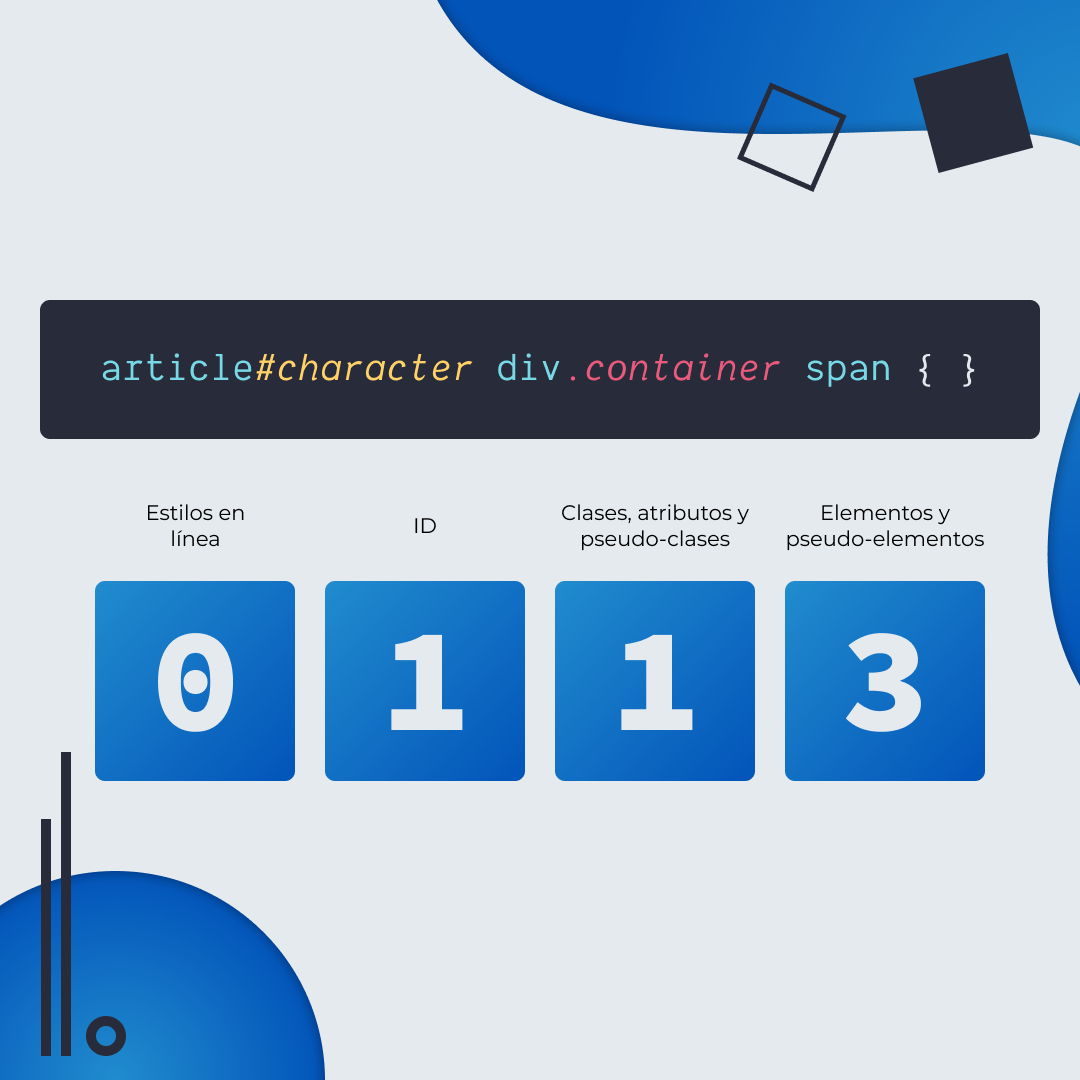 article#character div.container span { }
Estilos en
línea
ID
Clases, atributos y
pseudo-clases
Elementos y
pseudo-elementos
0
1
1
3